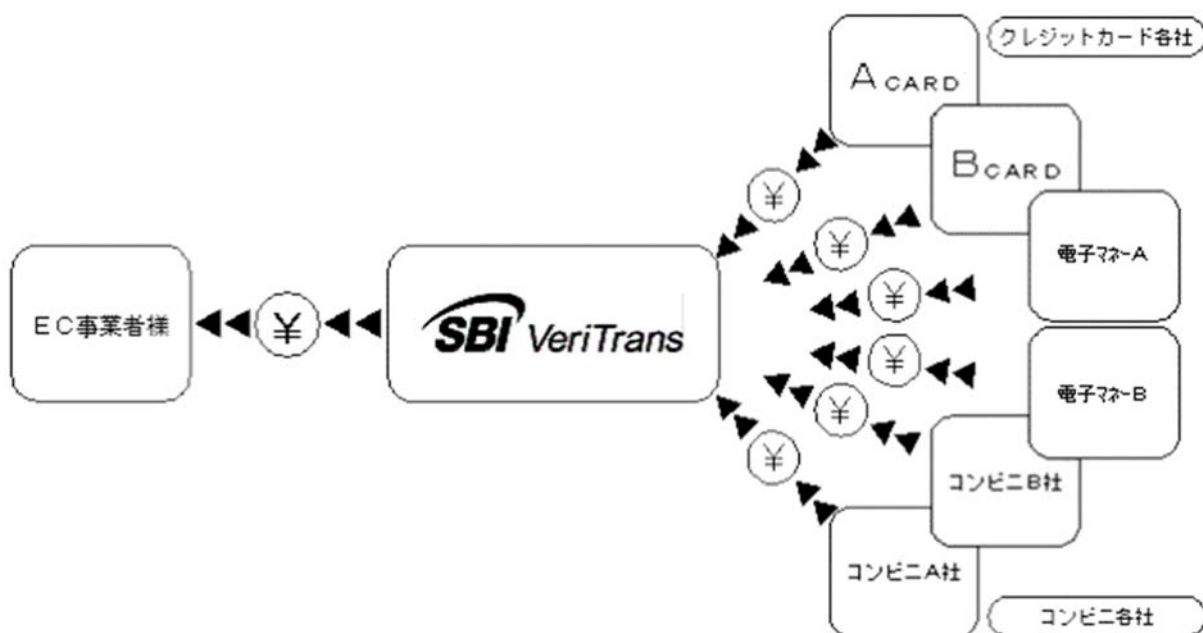 クレジットカード各社
A CARD
B CARD
¥
¥
電子マネーA
¥
EC事業者様
¥
SBI VeriTrans
¥
電子マネーB
¥
コンビニB社
¥
コンビニA社
コンビニ各社